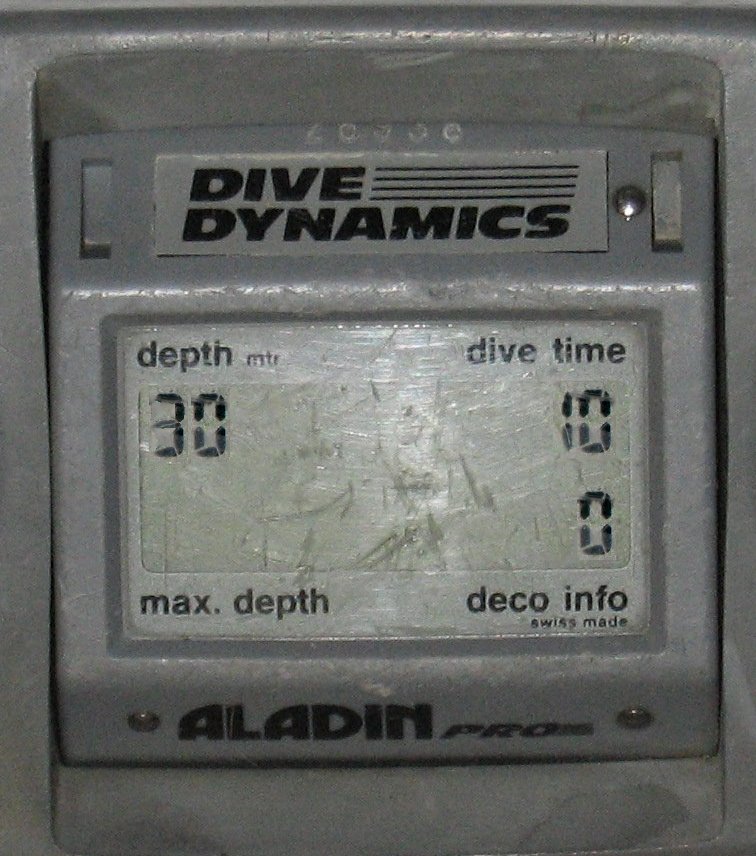 DIVE
DYNAMICS
depth mtr dive time
30 10
0
max. depth deco info
swiss made
ALADIN PRO